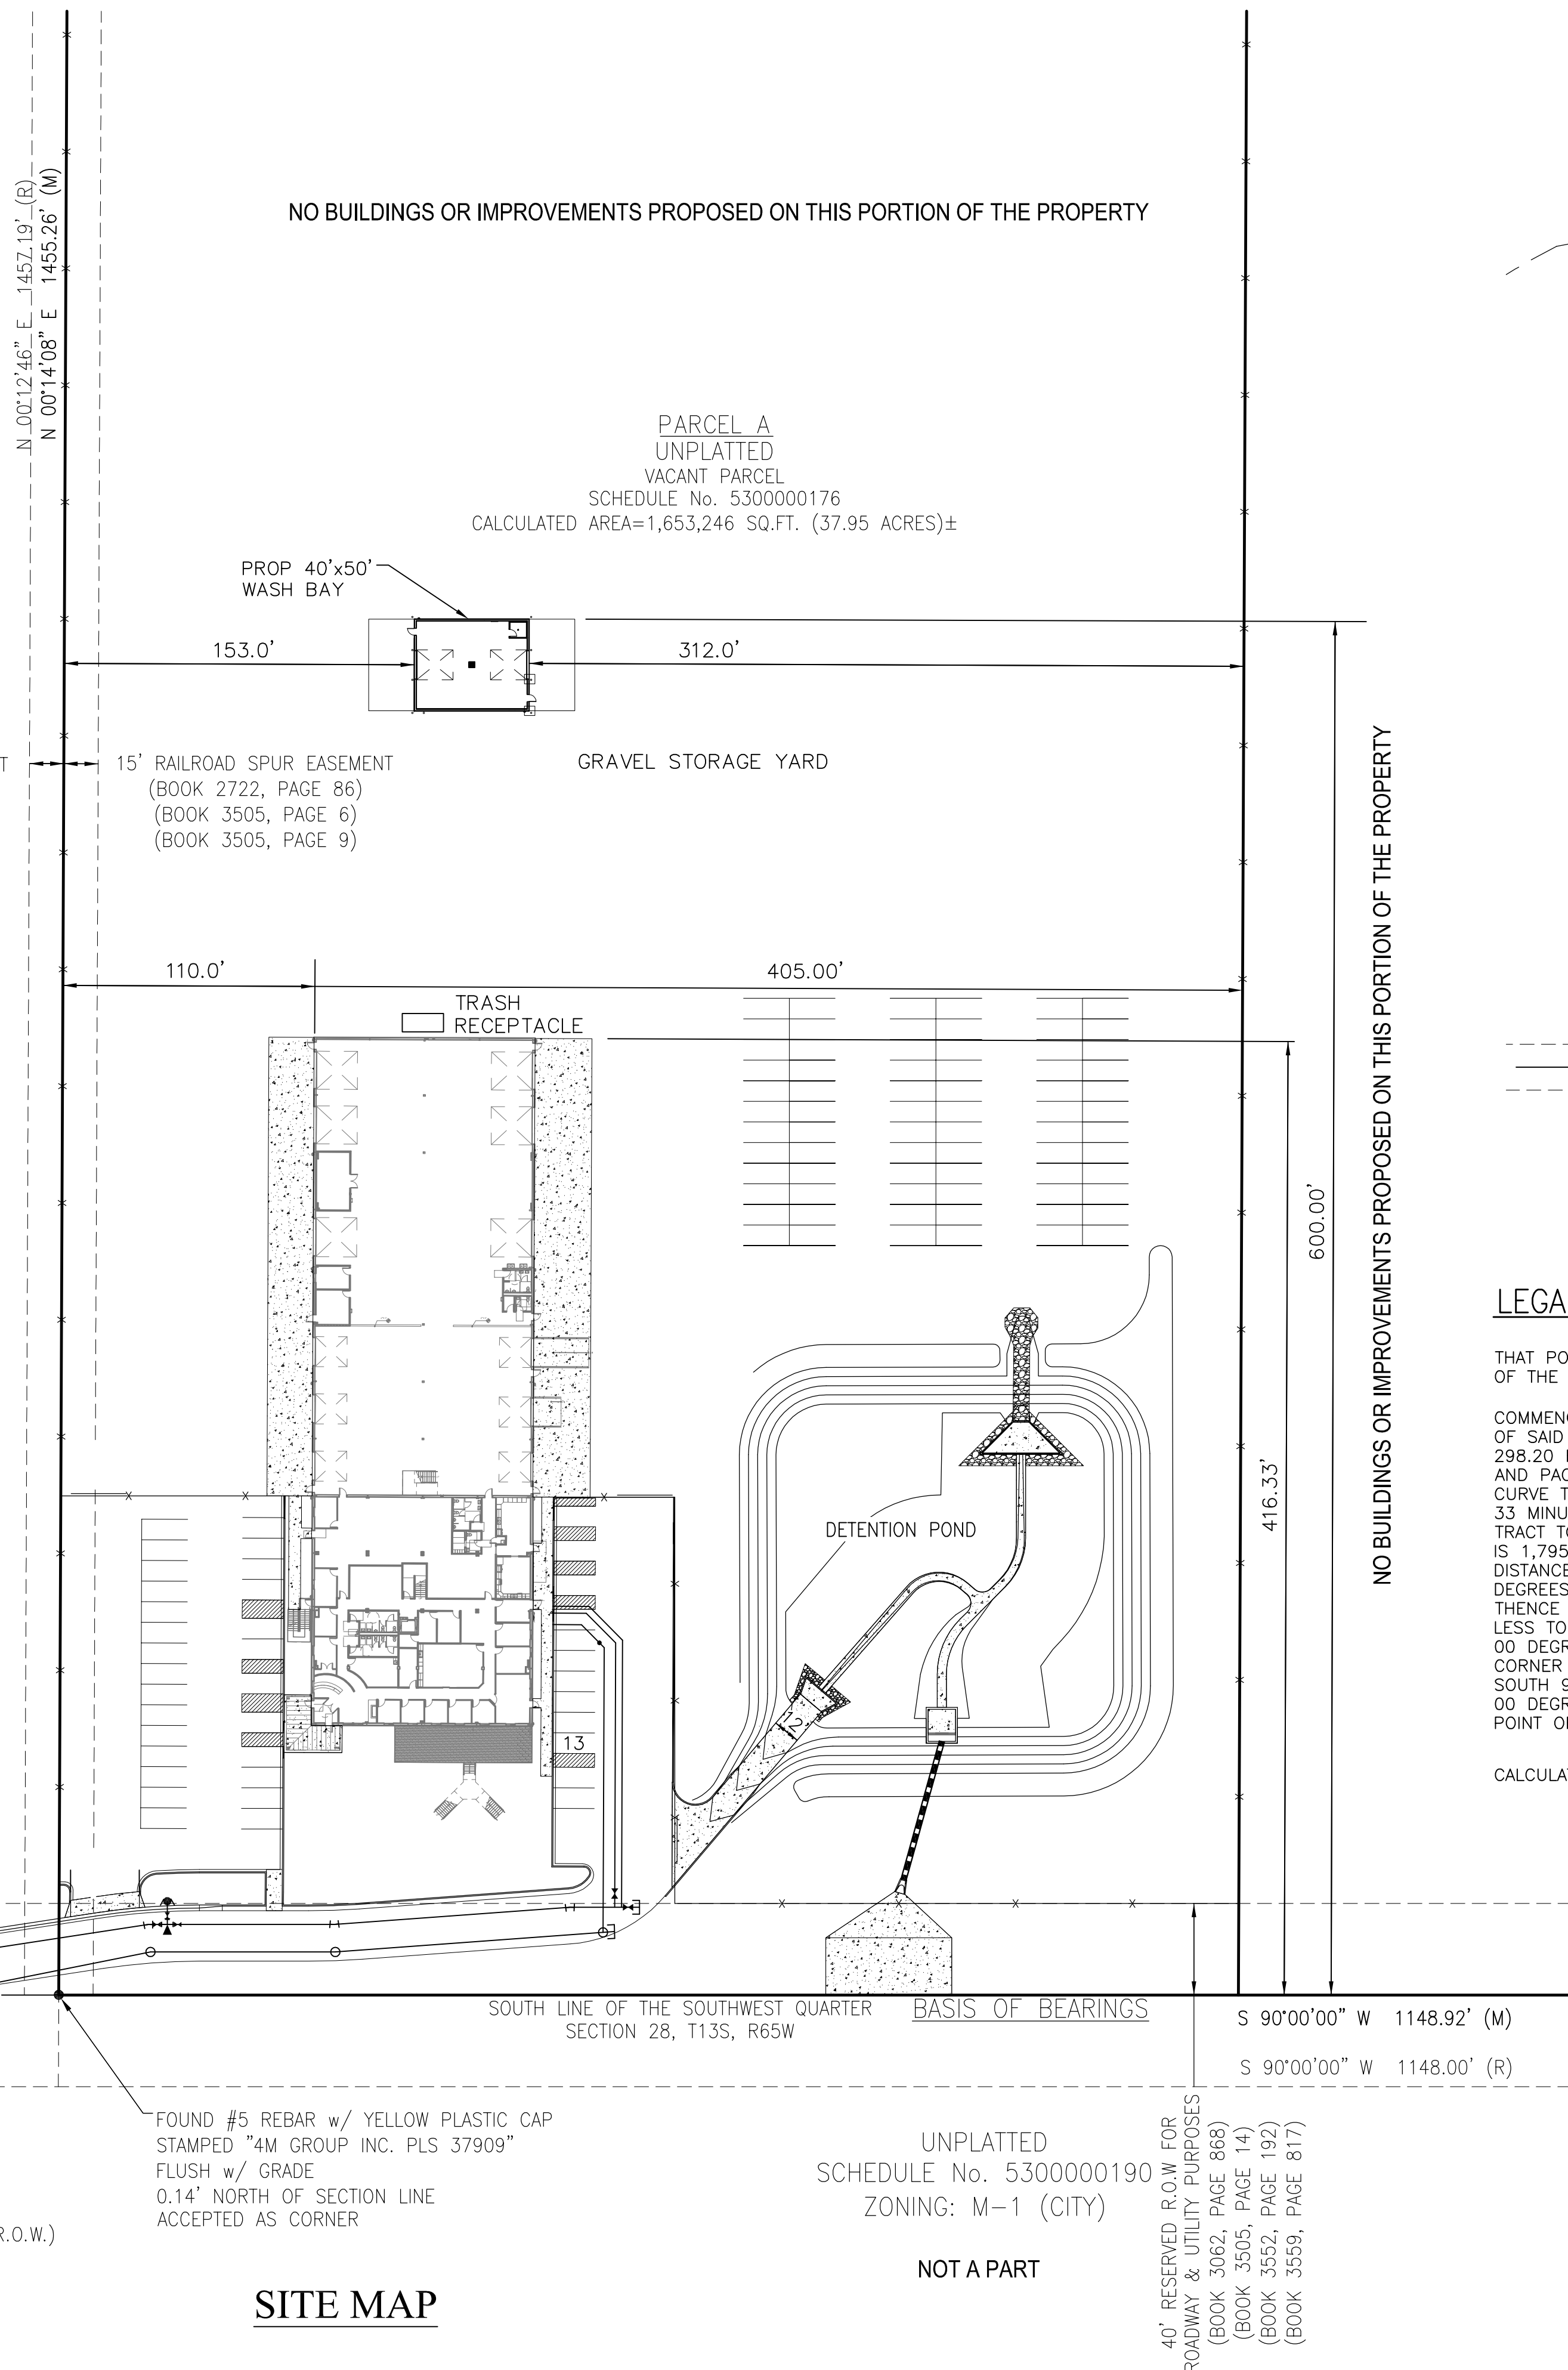 N 00°12'46" E 1457.19' (R)
N 00°14'08" E 1455.26' (M)
NO BUILDINGS OR IMPROVEMENTS PROPOSED ON THIS PORTION OF THE PROPERTY
PARCEL A
UNPLATTED
VACANT PARCEL
SCHEDULE No. 5300000176
CALCULATED AREA=1,653,246 SQ.FT. (37.95 ACRES)±
PROP 40'x50'
WASH BAY
153.0'
312.0'
T
15' RAILROAD SPUR EASEMENT
(BOOK 2722, PAGE 86)
(BOOK 3505, PAGE 6)
(BOOK 3505, PAGE 9)
GRAVEL STORAGE YARD
NO BUILDINGS OR IMPROVEMENTS PROPOSED ON THIS PORTION OF THE PROPERTY
110.0'
405.00'
TRASH
RECEPTACLE
600.00'
416.33'
DETENTION POND
12
13
LEGA
THAT PO
OF THE
COMMEN
OF SAID
298.20
AND PAC
CURVE T
33 MINU
TRACT TO
IS 1,795
DISTANCE
DEGREES
THENCE
LESS TO
00 DEGR
CORNER
SOUTH 9
00 DEGR
POINT O
CALCULA
SOUTH LINE OF THE SOUTHWEST QUARTER
SECTION 28, T13S, R65W
BASIS OF BEARINGS
S 90°00'00" W 1148.92' (M)
S 90°00'00" W 1148.00' (R)
FOUND #5 REBAR w/ YELLOW PLASTIC CAP
STAMPED "4M GROUP INC. PLS 37909"
FLUSH w/ GRADE
0.14' NORTH OF SECTION LINE
ACCEPTED AS CORNER
R.O.W.)
UNPLATTED
SCHEDULE No. 5300000190
ZONING: M-1 (CITY)
NOT A PART
40' RESERVED R.O.W FOR
ROADWAY & UTILITY PURPOSES
(BOOK 3062, PAGE 868)
(BOOK 3505, PAGE 14)
(BOOK 3552, PAGE 192)
(BOOK 3559, PAGE 817)
SITE MAP